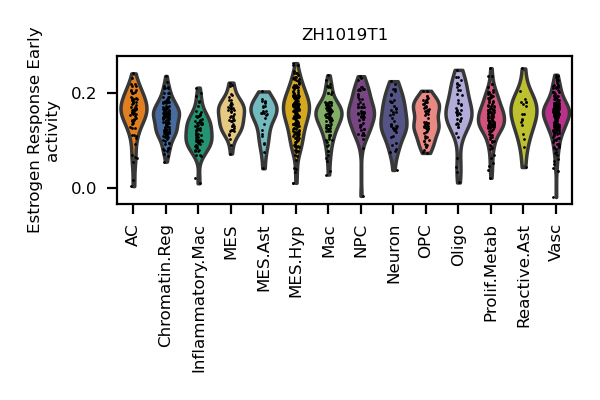 ZH1019T1
Estrogen Response Early
activity
0.2
0.0
AC
Chromatin.Reg
Inflammatory.Mac
MES
MES.Ast
MES.Hyp
Mac
NPC
Neuron
OPC
Oligo
Prolif.Metab
Reactive.Ast
Vasc